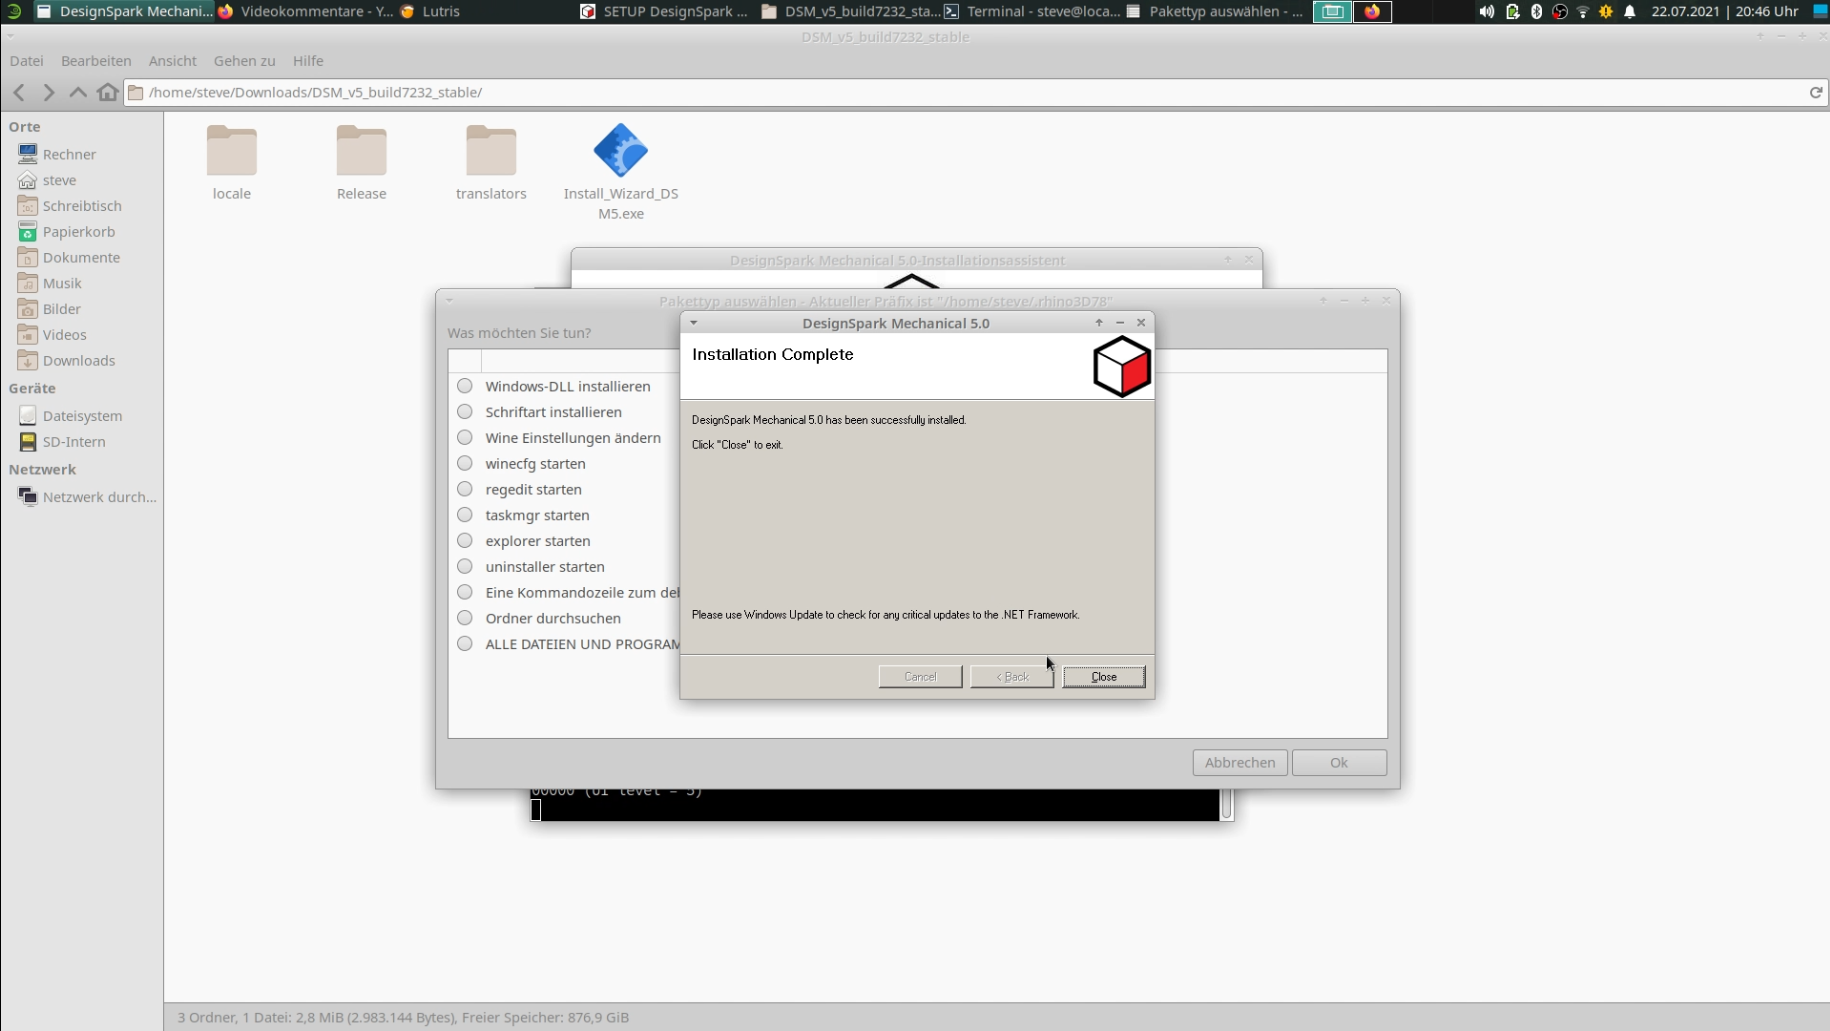 DesignSpark Mechani...
Videokommentare - Y...
Lutris
SETUP DesignSpark ...
DSM_v5_build7232_sta...
Terminal - steve@loca...
Pakettyp auswählen - ...
22.07.2021 | 20:46 Uhr
DSM_v5_build7232_stable
Datei Bearbeiten Ansicht Gehen zu Hilfe
/home/steve/Downloads/DSM_v5_build7232_stable/
Orte
Rechner
steve
Schreibtisch
Papierkorb
Dokumente
Musik
Bilder
Videos
Downloads
Geräte
Dateisystem
SD-Intern
Netzwerk
Netzwerk durch...
locale
Release
translators
Install_Wizard_DS
M5.exe
DesignSpark Mechanical 5.0-Installationsassistent
Pakettyp auswählen - Aktueller Präfix ist "/home/steve/.rhino3D78"
Was möchten Sie tun?
Windows-DLL installieren
Schriftart installieren
Wine Einstellungen ändern
winecfg starten
regedit starten
taskmgr starten
explorer starten
uninstaller starten
Eine Kommandozeile zum de
Ordner durchsuchen
ALLE DATEIEN UND PROGRAM
DesignSpark Mechanical 5.0
Installation Complete
DesignSpark Mechanical 5.0 has been successfully installed.
Click "Close" to exit.
Please use Windows Update to check for any critical updates to the .NET Framework.
Cancel
< Back
Close
Abbrechen
Ok
00000 (UI level = 5)
3 Ordner, 1 Datei: 2,8 MiB (2.983.144 Bytes), Freier Speicher: 876,9 GiB